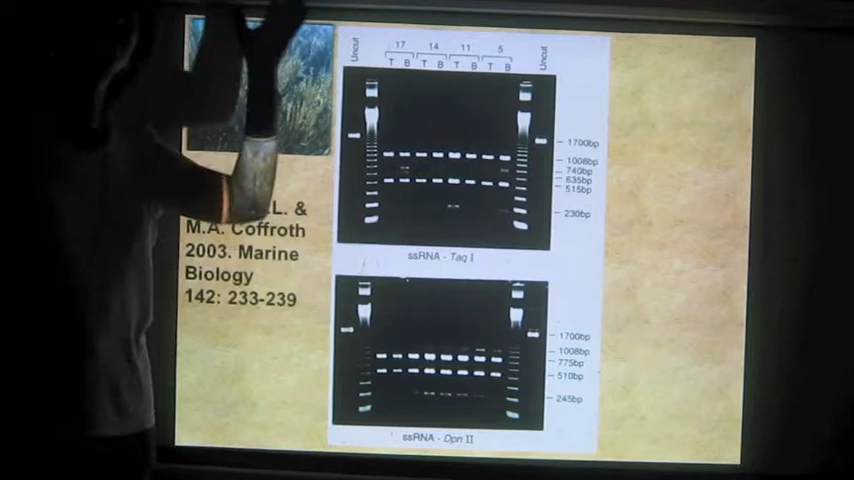 L. &
M.A. Coffroth
2003. Marine
Biology
142: 233-239
Uncut 17 14 11 5 Uncut
T B T B T B T B
1700bp
1008bp
740bp
635bp
515bp
230bp
ssRNA - Taq I
1700bp
1008bp
775bp
510bp
245bp
ssRNA - Dpn II